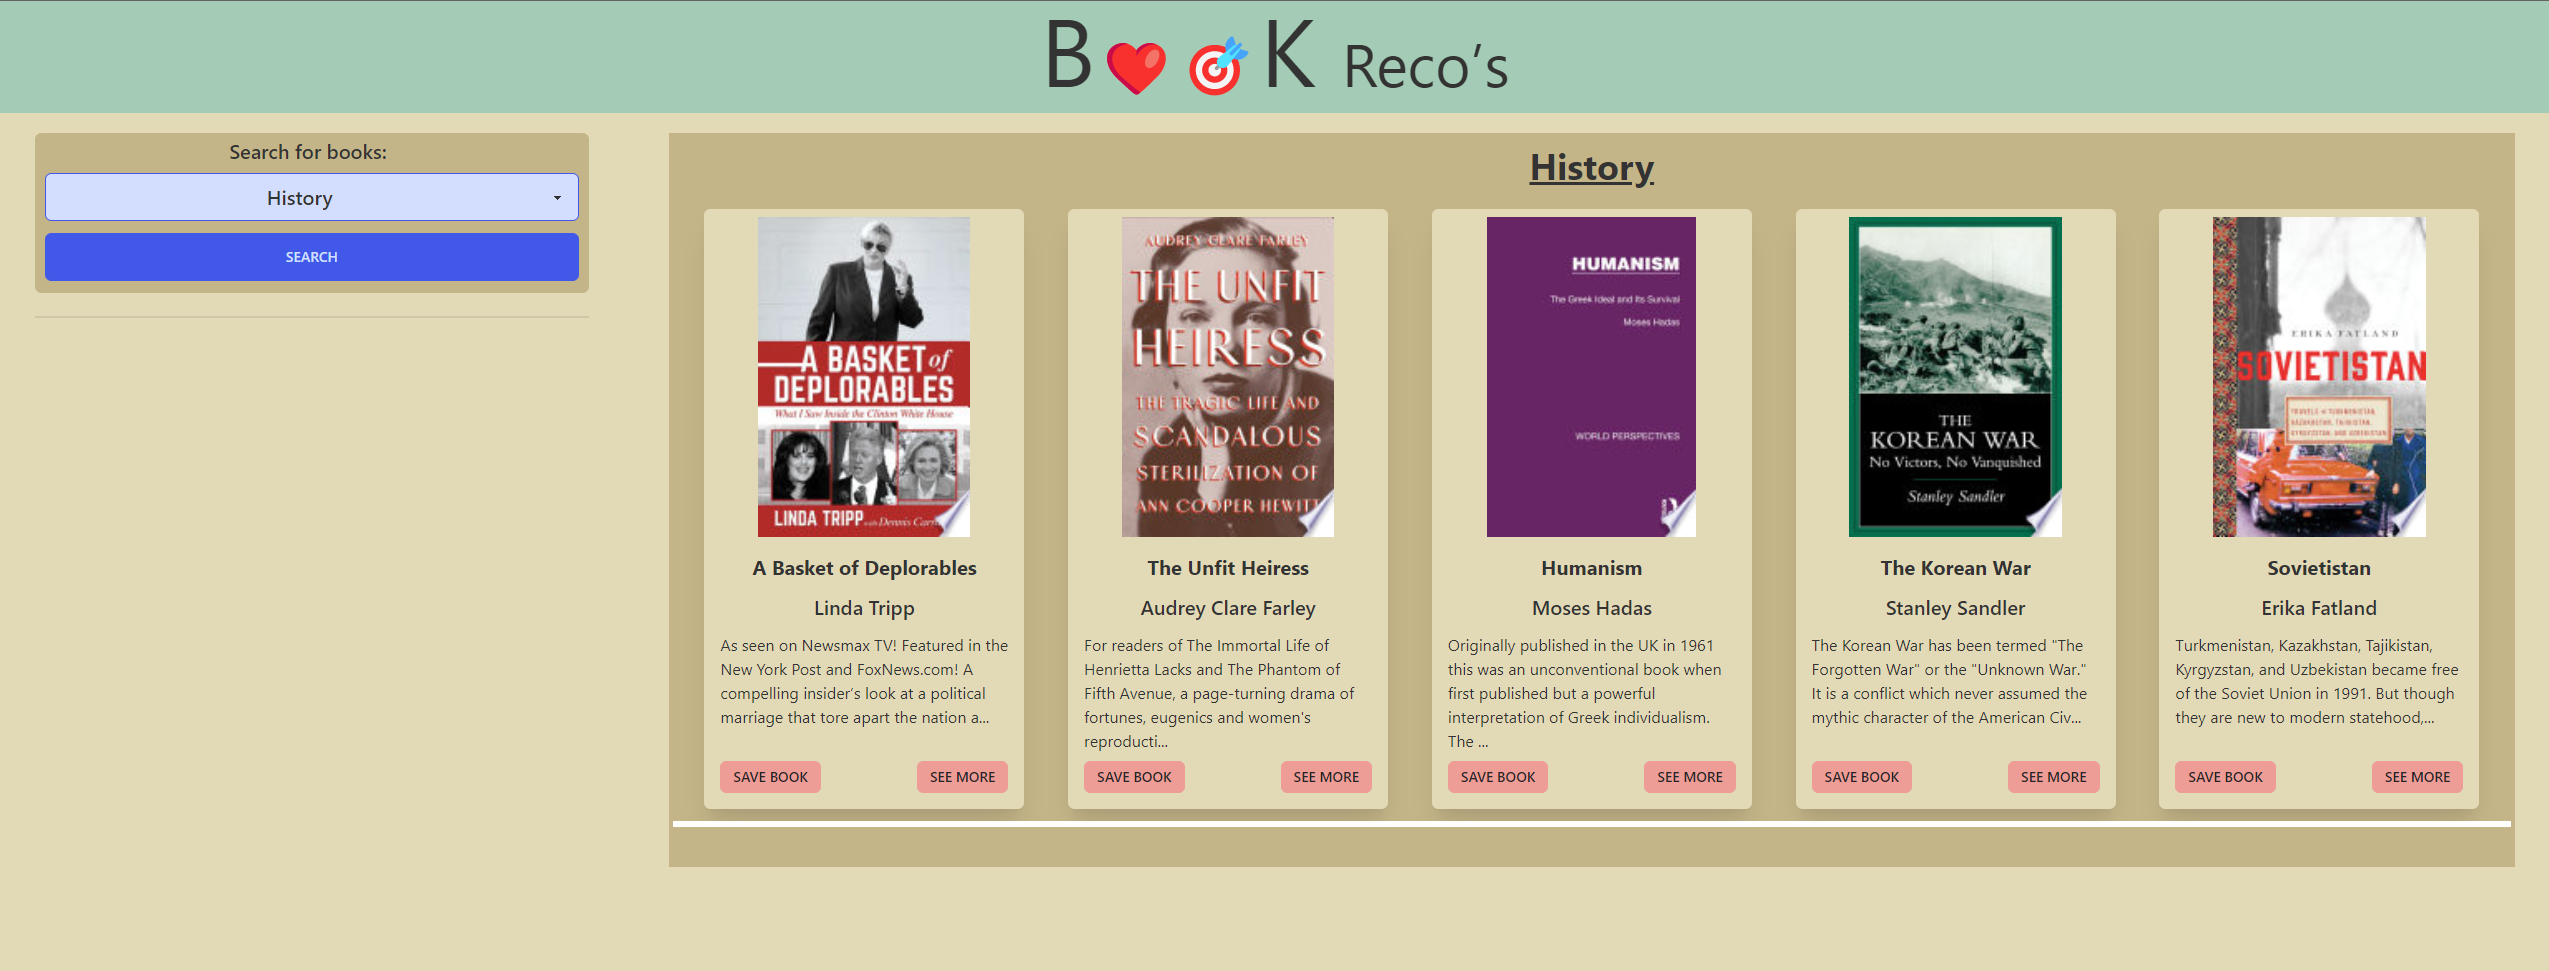 B❤️🎯K Reco's
Search for books:
History
SEARCH
History
A BASKET of
DEPLORABLES
What I Saw Inside the Clinton White House
LINDA TRIPP with Dennis
A Basket of Deplorables
Linda Tripp
As seen on Newsmax TV! Featured in the
New York Post and FoxNews.com! A
compelling insider's look at a political
marriage that tore apart the nation a...
SAVE BOOK
SEE MORE
AUDREY CLARE FARLEY
THE UNFIT
HEIRESS
THE TRAGIC LIFE AND
SCANDALOUS
STERILIZATION OF
ANN COOPER HEWITT
The Unfit Heiress
Audrey Clare Farley
For readers of The Immortal Life of
Henrietta Lacks and The Phantom of
Fifth Avenue, a page-turning drama of
fortunes, eugenics and women's
reproducti...
SAVE BOOK
SEE MORE
HUMANISM
The Greek Ideal and Its Survival
Moses Hadas
WORLD PERSPECTIVES
Humanism
Moses Hadas
Originally published in the UK in 1961
this was an unconventional book when
first published but a powerful
interpretation of Greek individualism.
The ...
SAVE BOOK
SEE MORE
THE
KOREAN WAR
No Victors, No Vanquished
Stanley Sandler
The Korean War
Stanley Sandler
The Korean War has been termed "The
Forgotten War" or the "Unknown War."
It is a conflict which never assumed the
mythic character of the American Civ...
SAVE BOOK
SEE MORE
ERIKA FATLAND
SOVIETISTAN
TRAVELS IN TURKMENISTAN,
KAZAKHSTAN, TAJIKISTAN,
KYRGYZSTAN, AND UZBEKISTAN
Sovietistan
Erika Fatland
Turkmenistan, Kazakhstan, Tajikistan,
Kyrgyzstan, and Uzbekistan became free
of the Soviet Union in 1991. But though
they are new to modern statehood,...
SAVE BOOK
SEE MORE